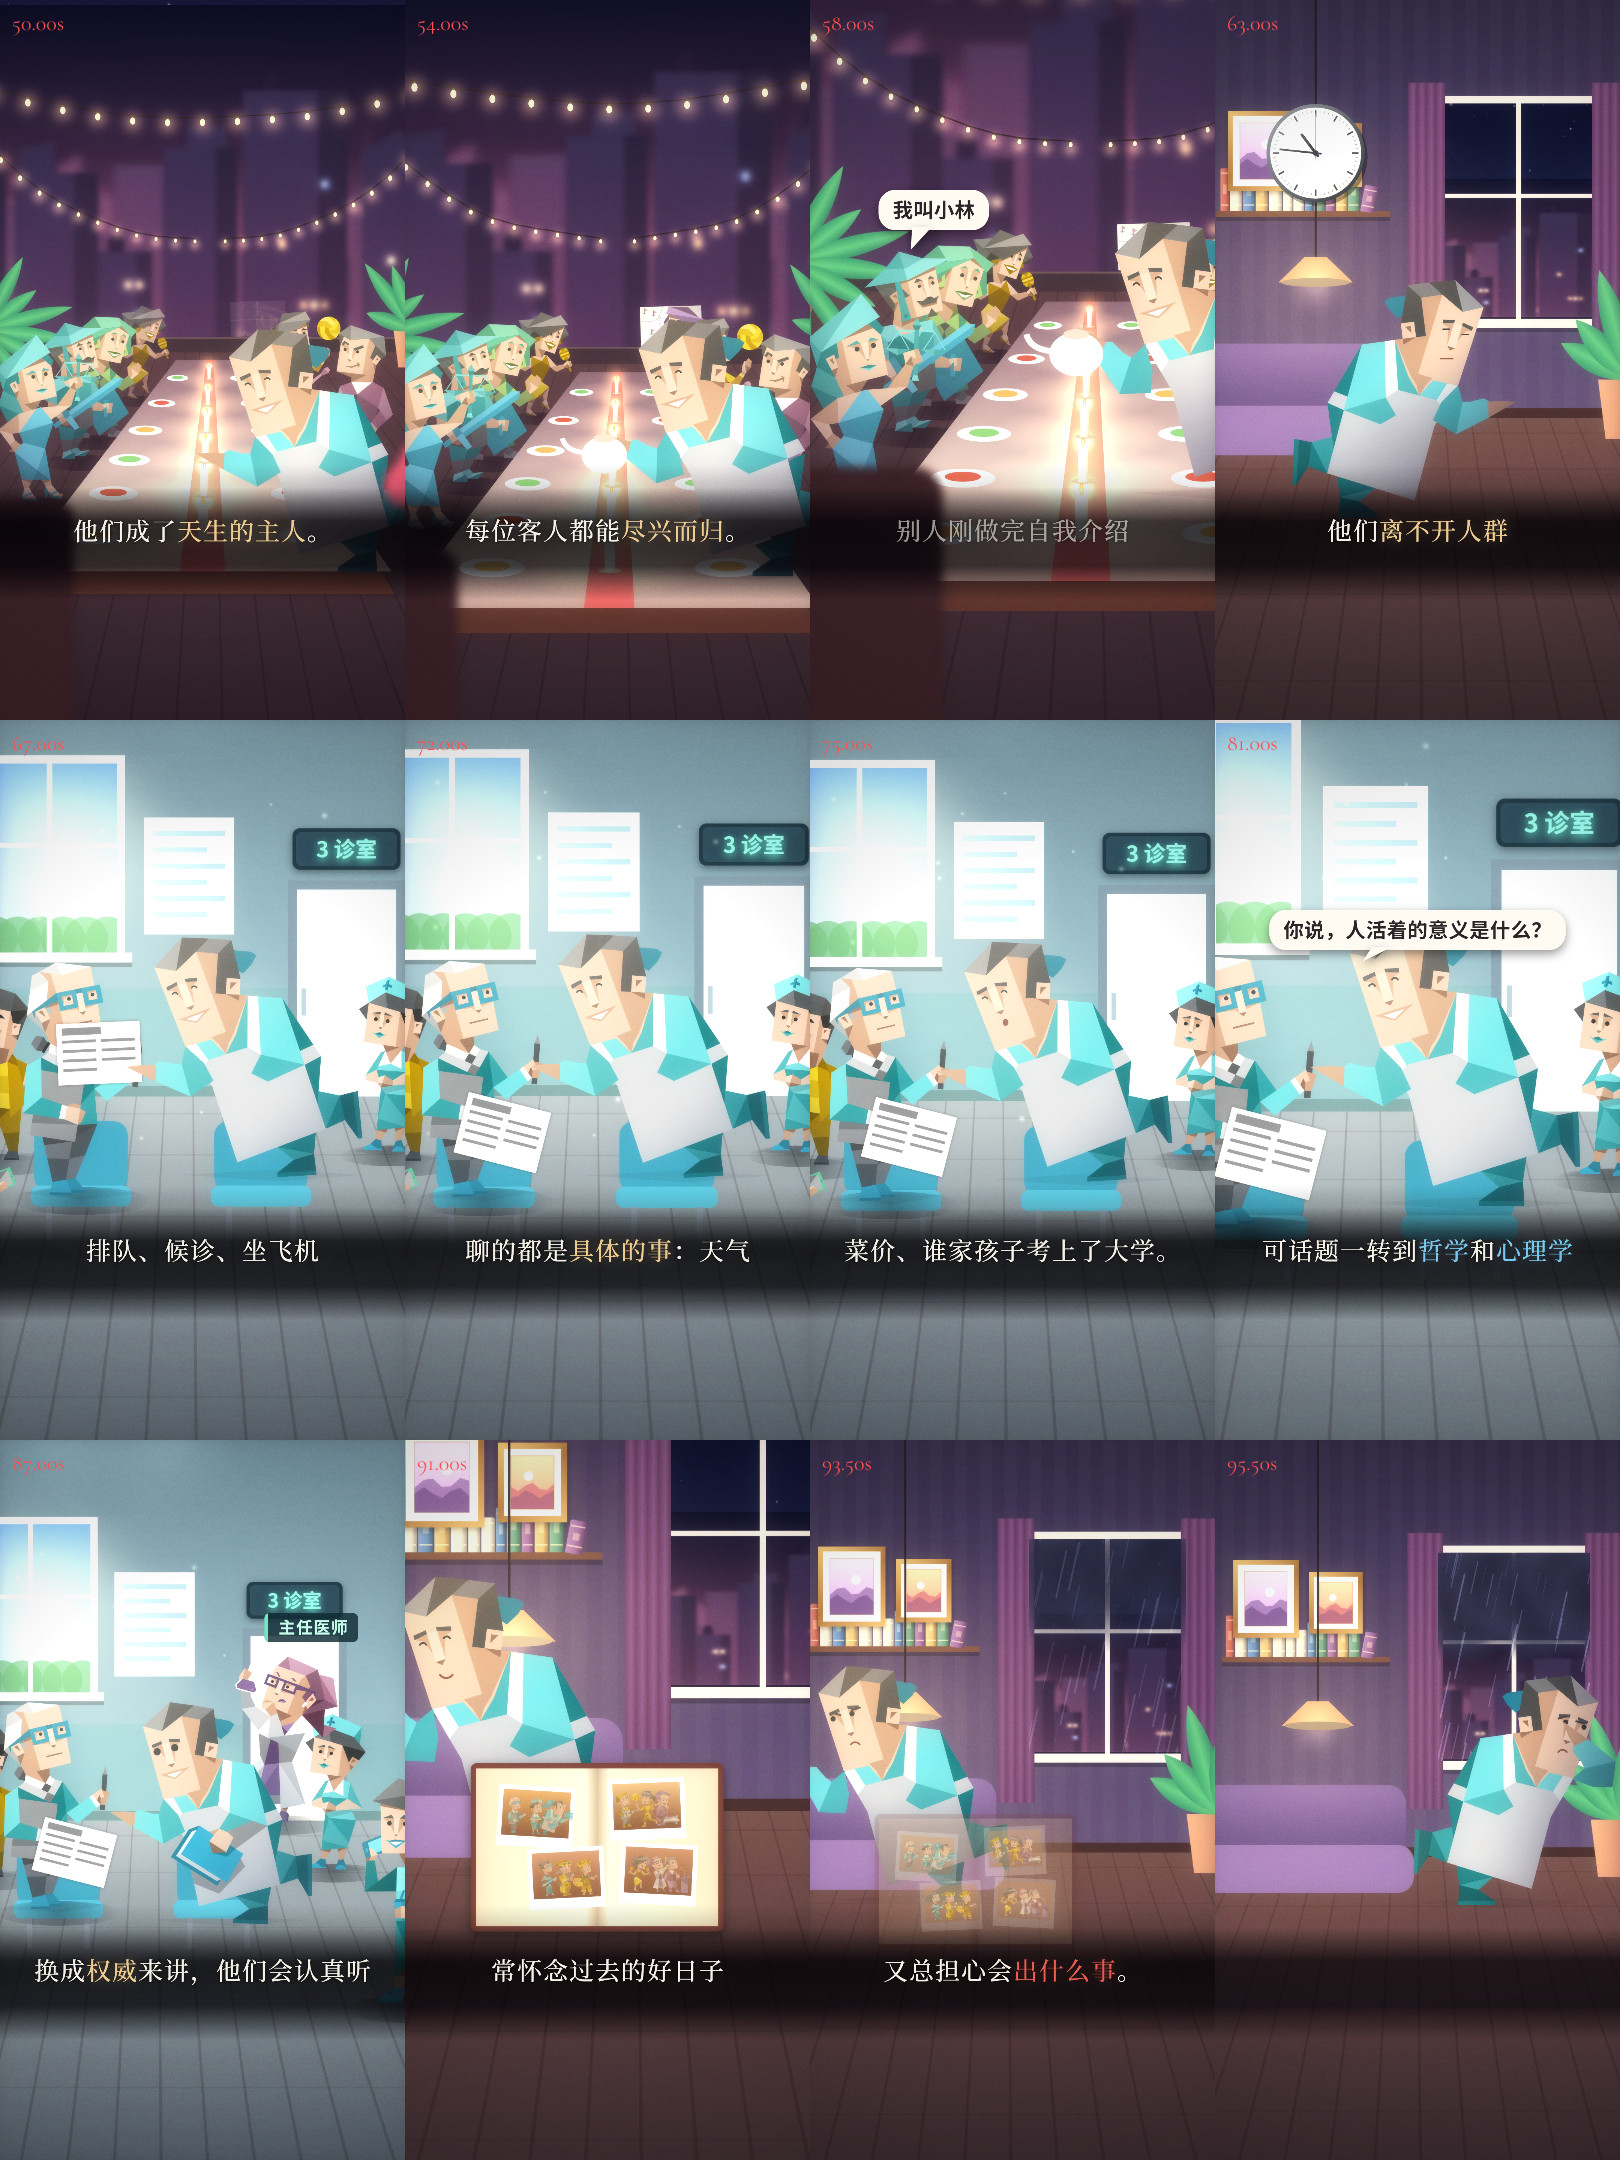 50.00s
他们成了天生的主人。
54.00s
每位客人都能尽兴而归。
58.00s
我叫小林
别人刚做完自我介绍
63.00s
他们离不开人群
67.00s
3 诊室
排队、候诊、坐飞机
72.00s
3 诊室
聊的都是具体的事：天气
75.00s
3 诊室
菜价、谁家孩子考上了大学。
81.00s
3 诊室
你说，人活着的意义是什么？
可话题一转到哲学和心理学
87.00s
3 诊室
主任医师
换成权威来讲，他们会认真听
91.00s
常怀念过去的好日子
93.50s
又总担心会出什么事。
95.50s